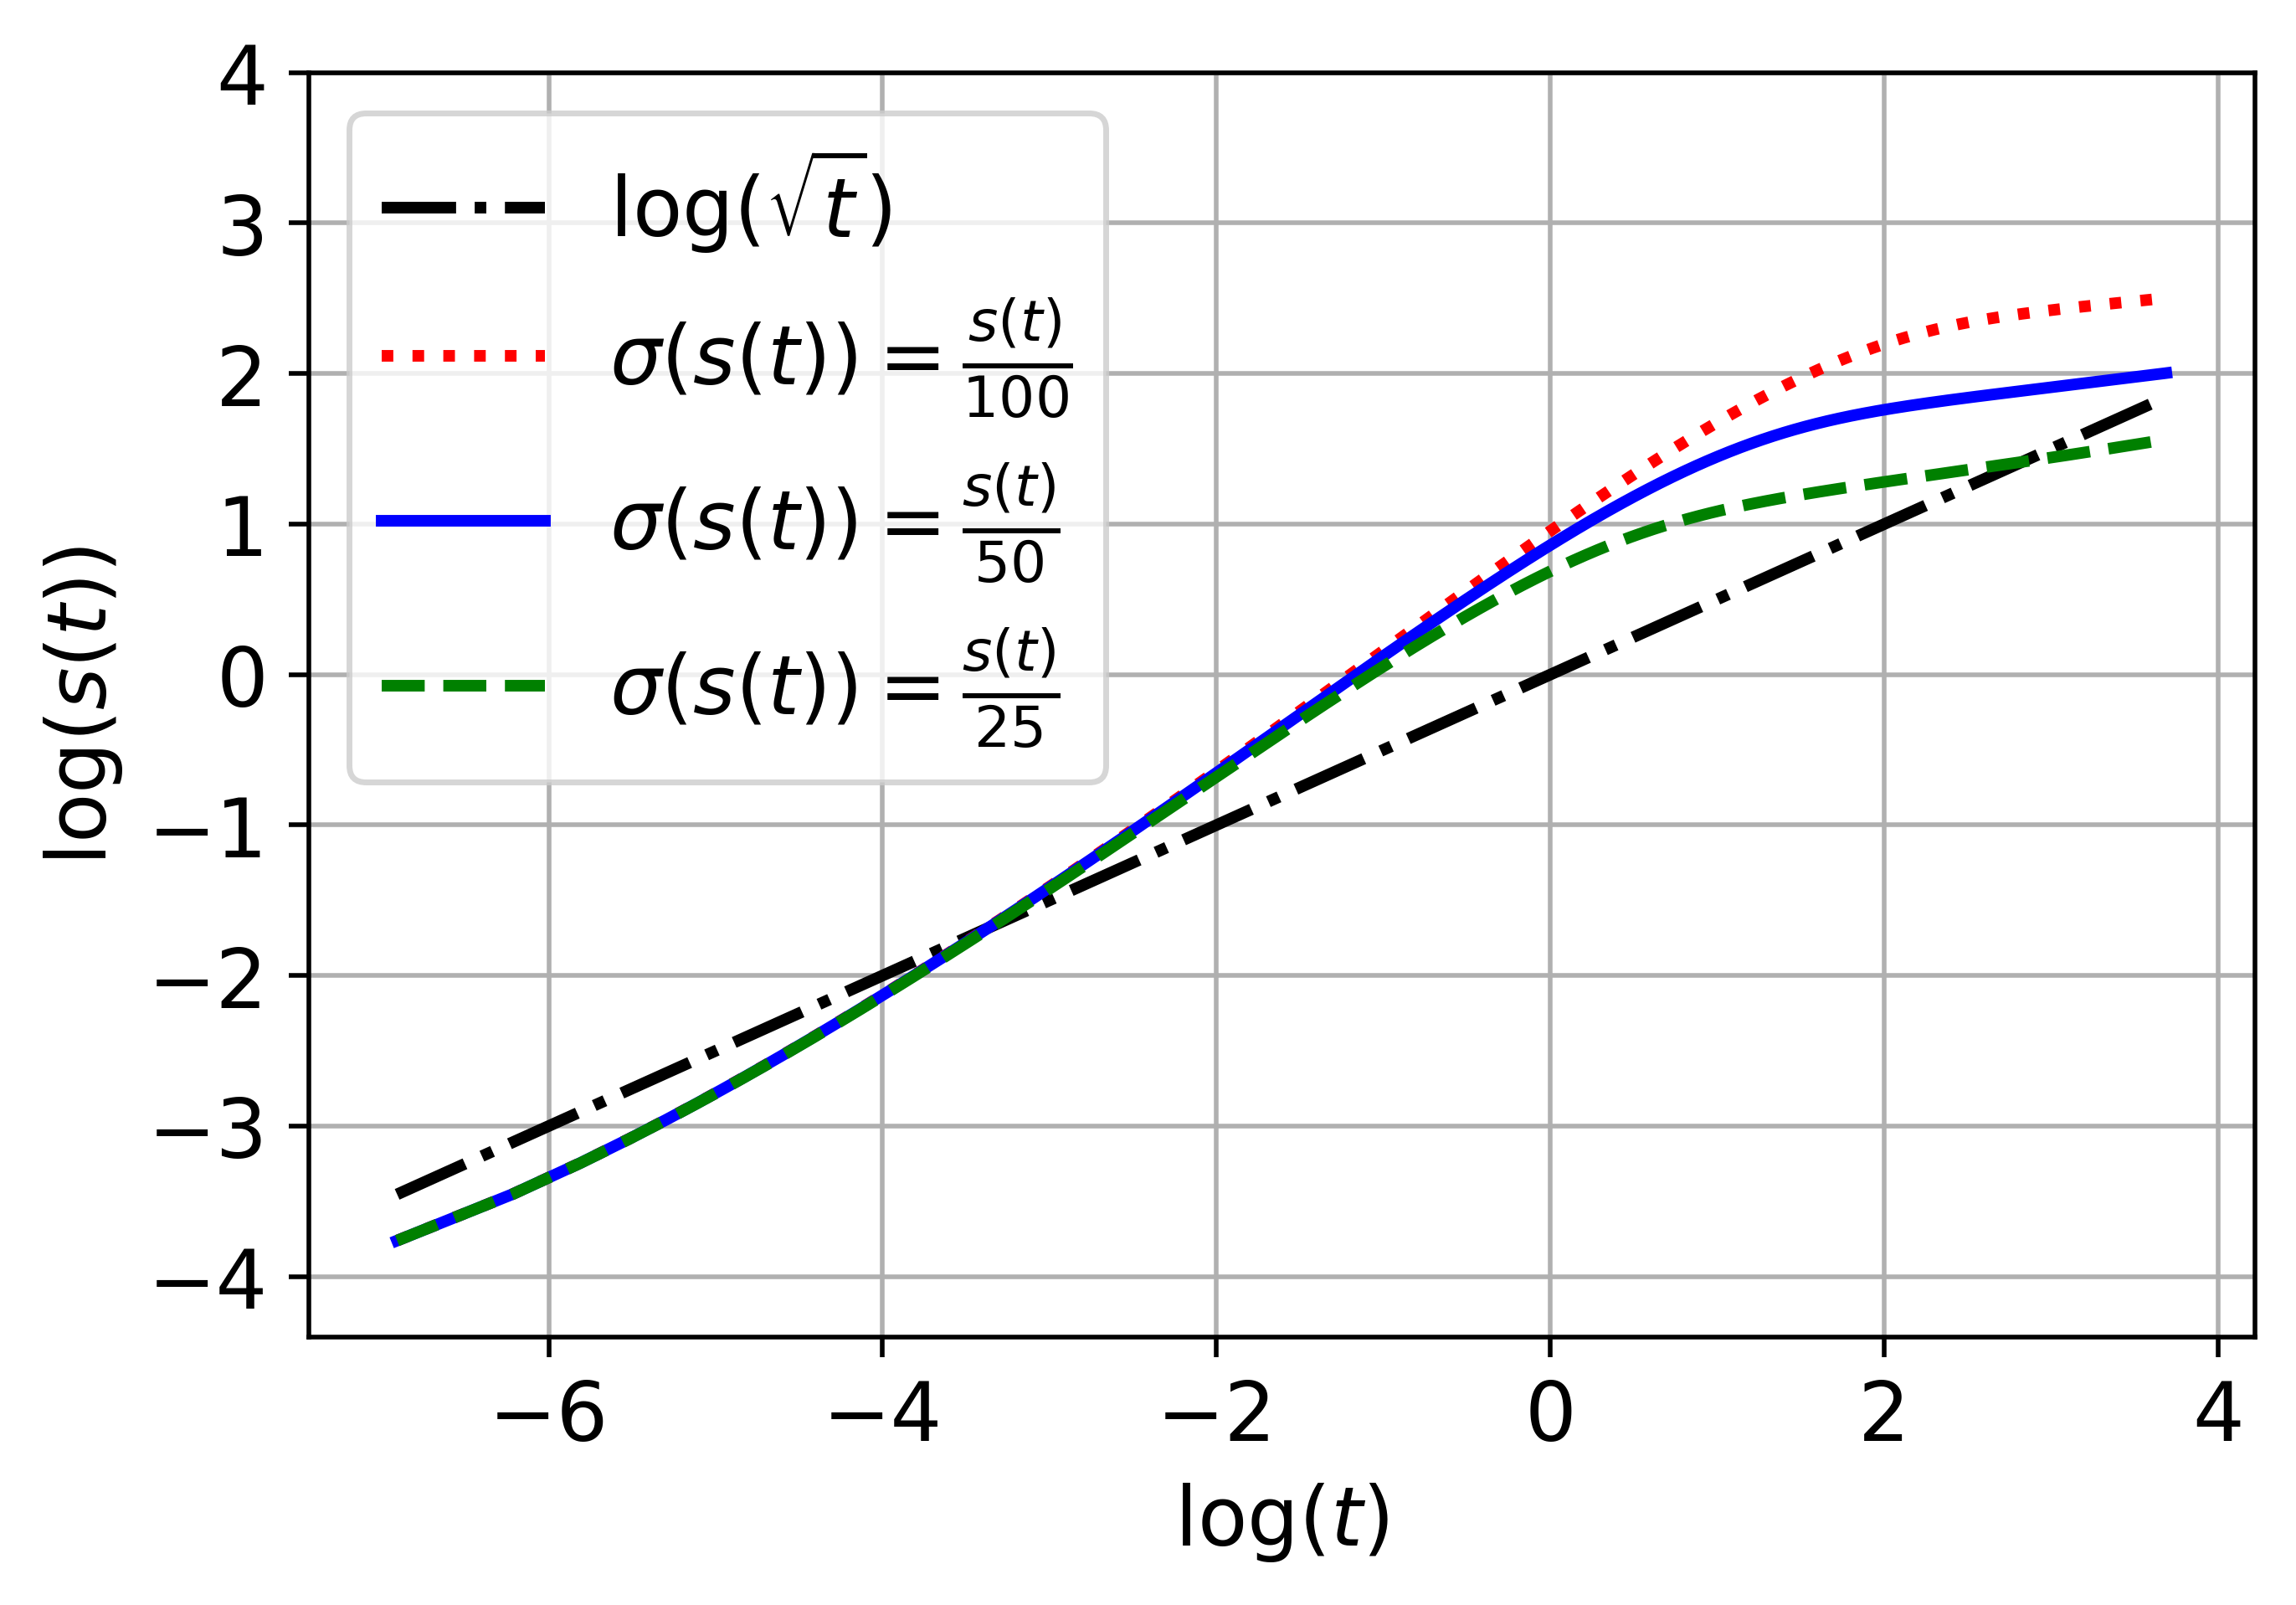 4
3
2
1
0
−1
−2
−3
−4
log(s(t))
log(√t)
σ(s(t)) = s(t)/100
σ(s(t)) = s(t)/50
σ(s(t)) = s(t)/25
−6 −4 −2 0 2 4
log(t)